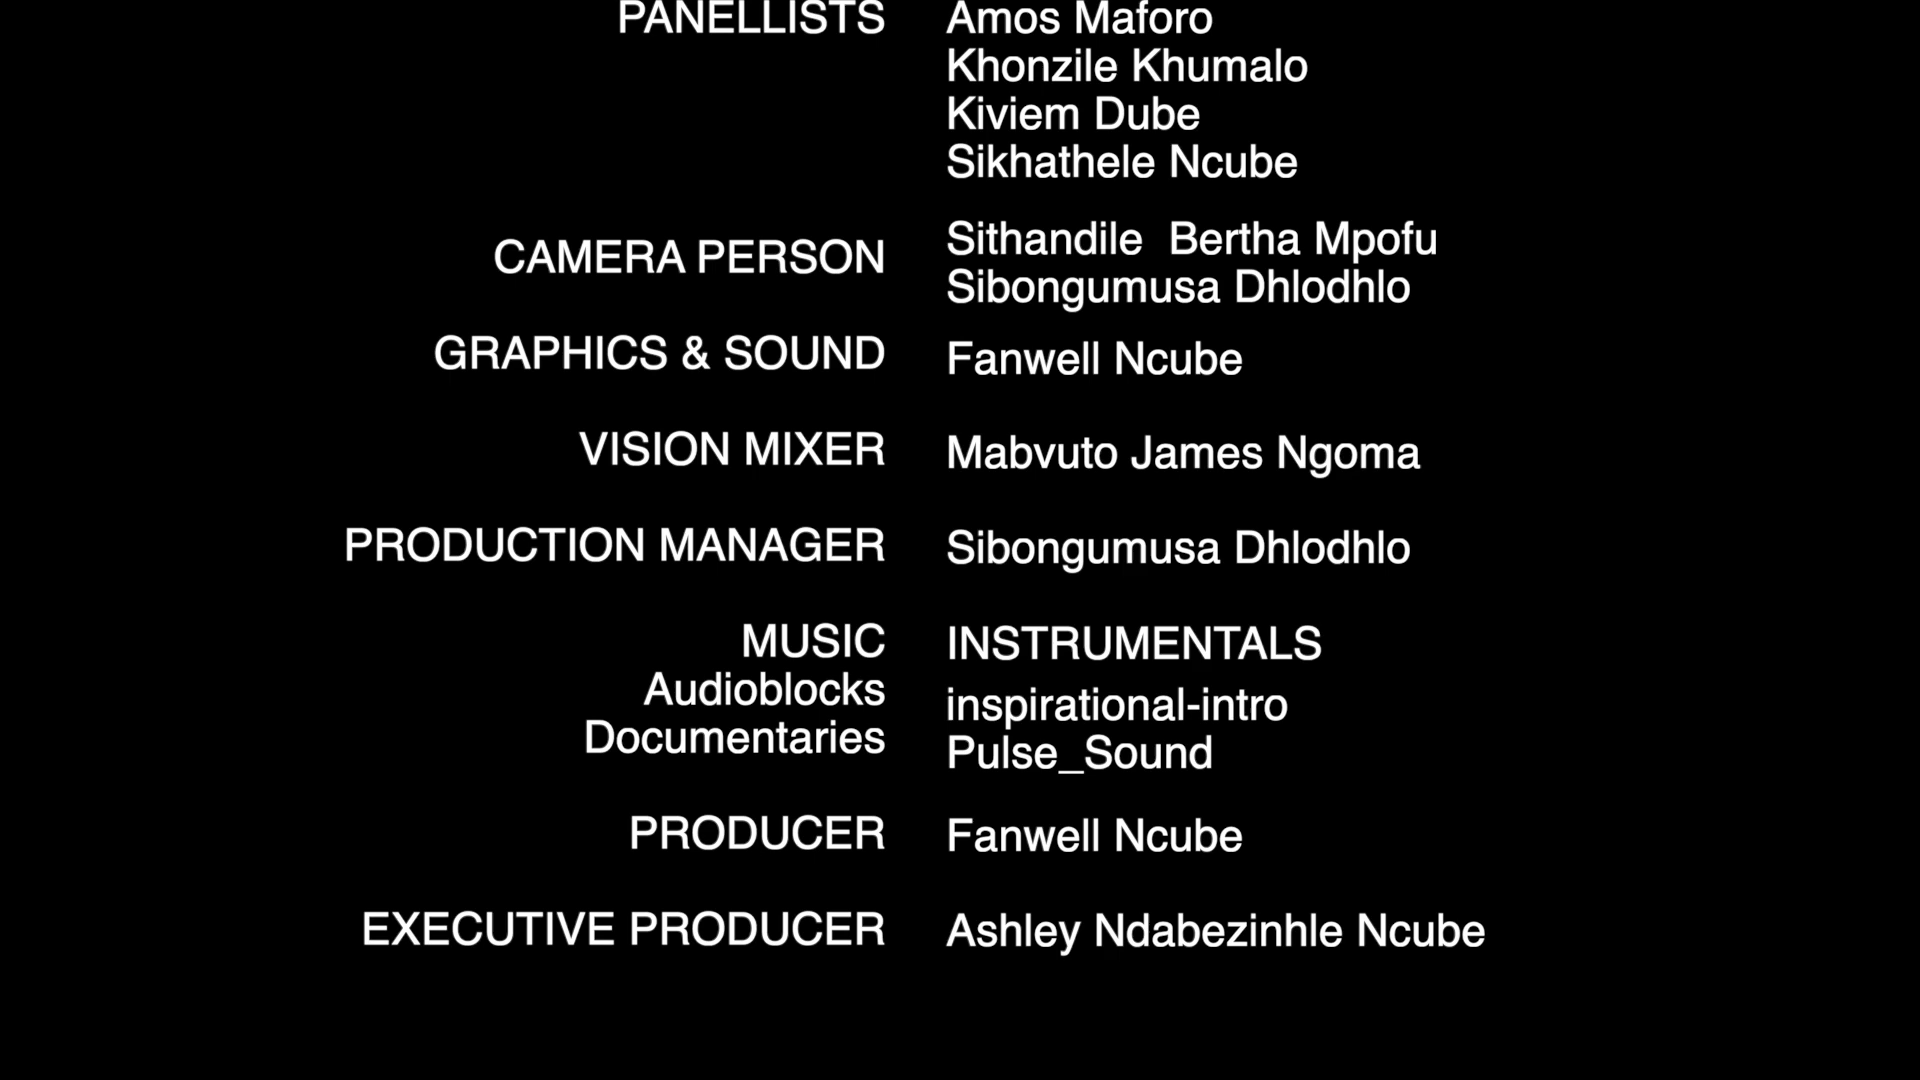 PANELLISTS Amos Maforo
Khonzile Khumalo
Kiviem Dube
Sikhathele Ncube
CAMERA PERSON Sithandile  Bertha Mpofu
Sibongumusa Dhlodhlo
GRAPHICS & SOUND Fanwell Ncube
VISION MIXER Mabvuto James Ngoma
PRODUCTION MANAGER Sibongumusa Dhlodhlo
MUSIC INSTRUMENTALS
Audioblocks inspirational-intro
Documentaries Pulse_Sound
PRODUCER Fanwell Ncube
EXECUTIVE PRODUCER Ashley Ndabezinhle Ncube